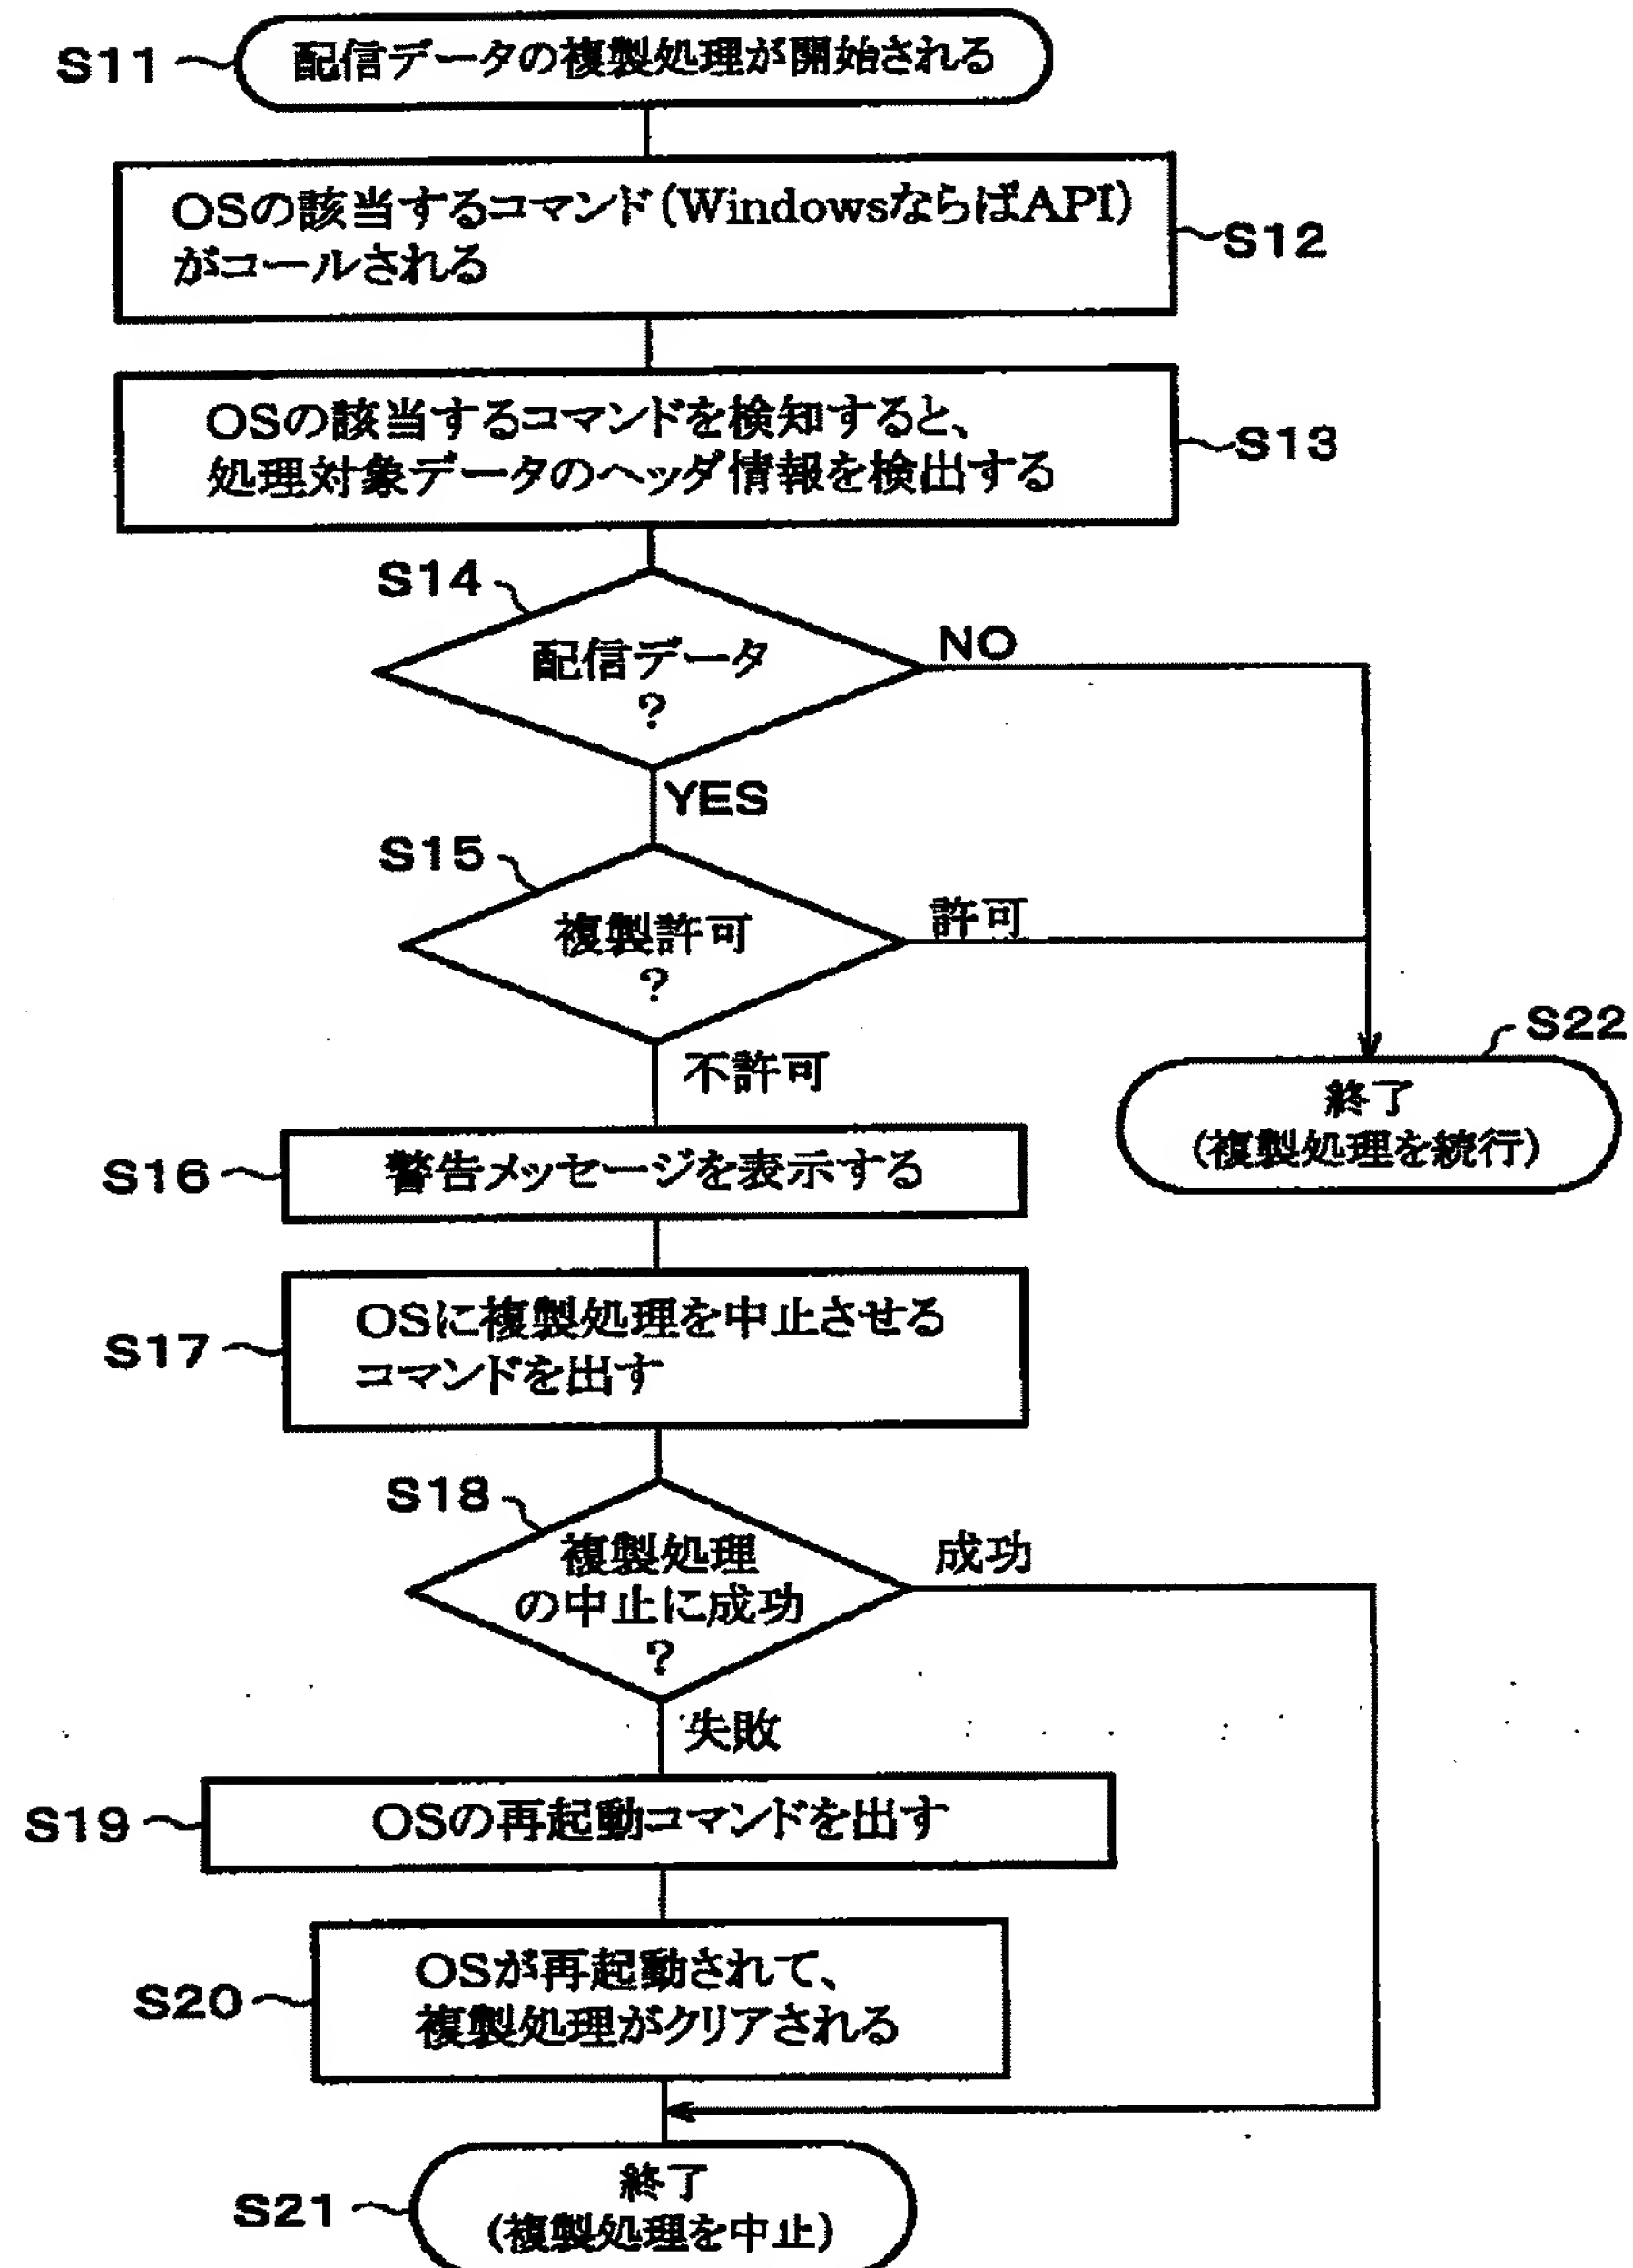 S11
配信データの複製処理が開始される
OSの該当するコマンド(WindowsならばAPI)
がコールされる
S12
OSの該当するコマンドを検知すると、
処理対象データのヘッダ情報を検出する
S13
S14
配信データ
?
NO
YES
S15
複製許可
?
許可
不許可
S22
終了
(複製処理を続行)
S16
警告メッセージを表示する
S17
OSに複製処理を中止させる
コマンドを出す
S18
複製処理
の中止に成功
?
成功
失敗
S19
OSの再起動コマンドを出す
S20
OSが再起動されて、
複製処理がクリアされる
S21
終了
(複製処理を中止)